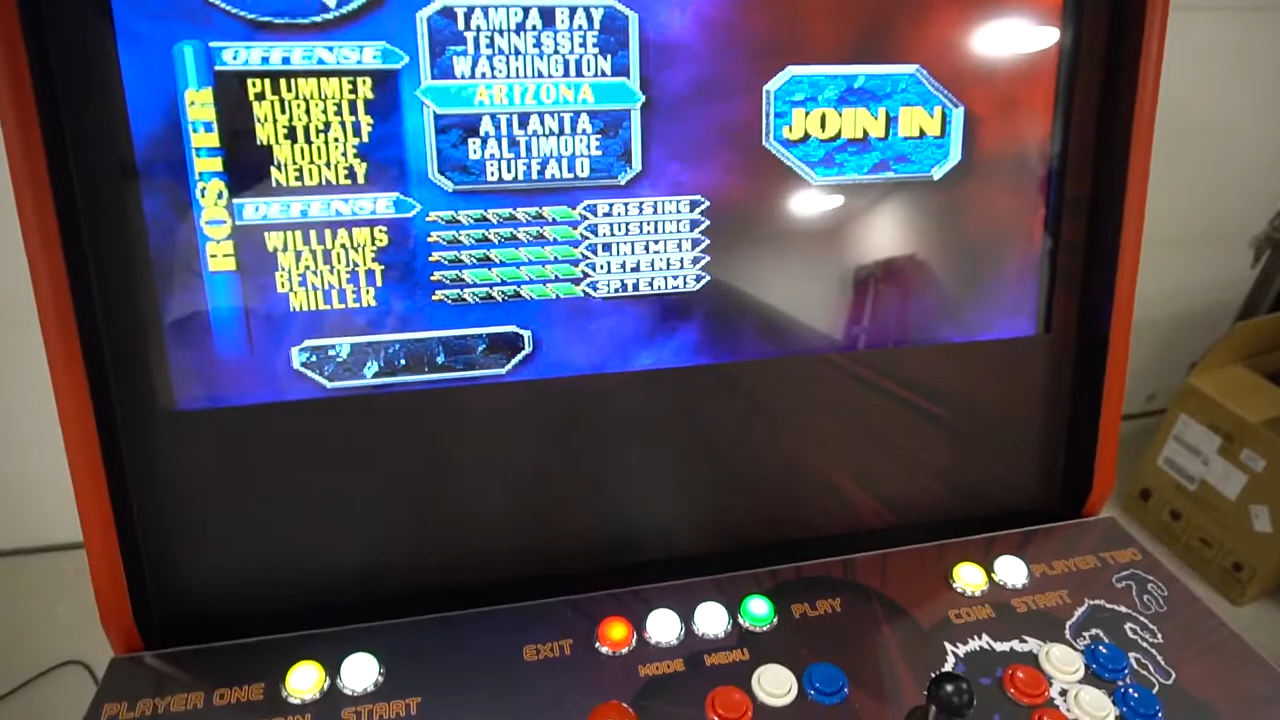 TAMPA BAY
TENNESSEE
WASHINGTON
ARIZONA
ATLANTA
BALTIMORE
BUFFALO
ROSTER
OFFENSE
PLUMMER
MURRELL
METCALF
MOORE
NEDNEY
DEFENSE
WILLIAMS
MALONE
BENNETT
MILLER
PASSING
RUSHING
LINEMEN
DEFENSE
SP.TEAMS
JOIN IN
PLAYER TWO
COIN START
EXIT
PLAY
MODE MENU
PLAYER ONE
COIN START